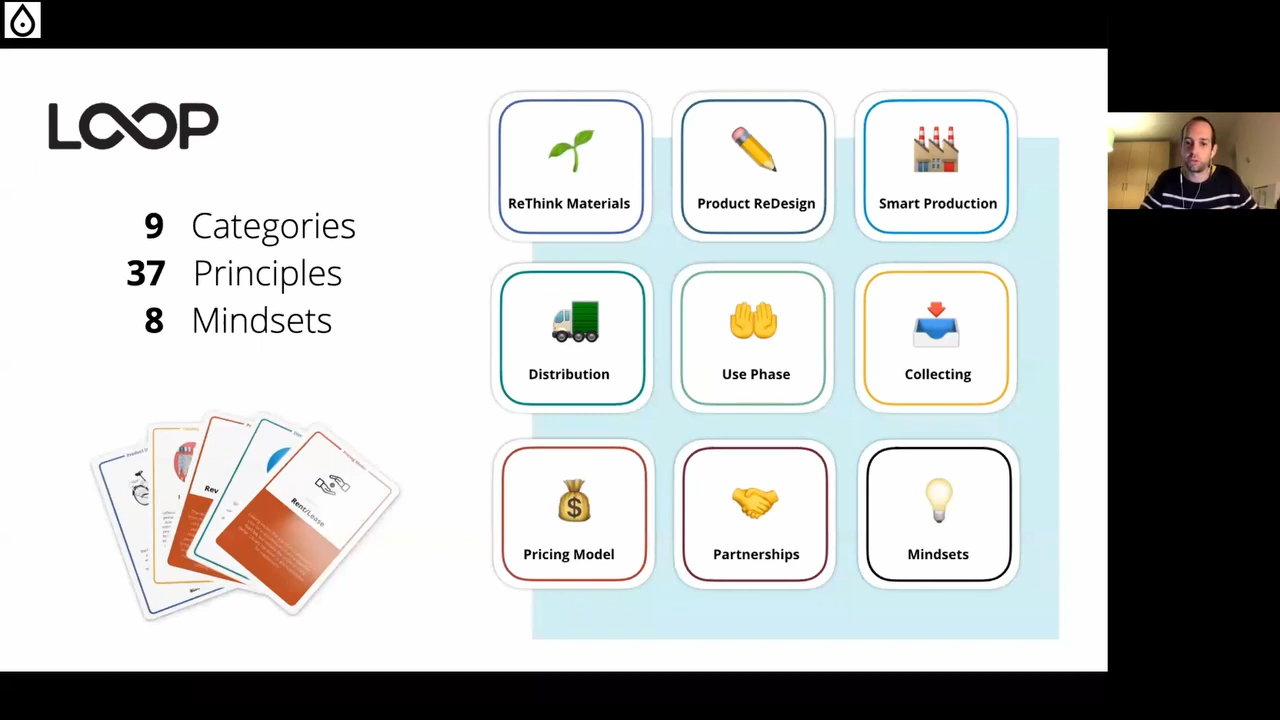 LOOP
9 Categories
37 Principles
8 Mindsets
ReThink Materials
Product ReDesign
Smart Production
Distribution
Use Phase
Collecting
Pricing Model
Partnerships
Mindsets
Rent/Lease